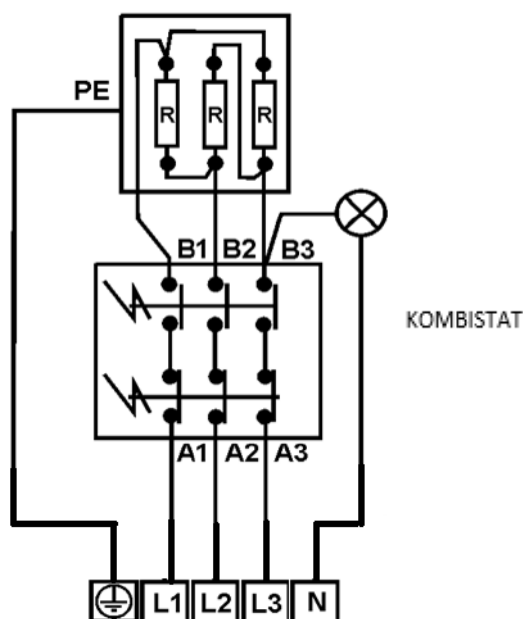 PE
R R R
B1 B2 B3
KOMBISTAT
A1 A2 A3
L1 L2 L3 N